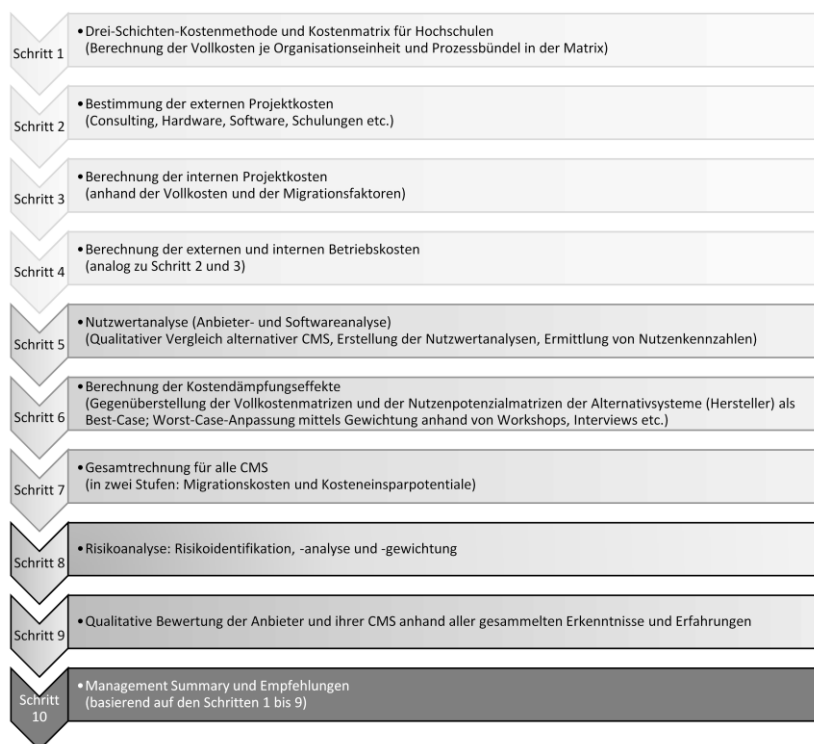 Schritt 1
•Drei-Schichten-Kostenmethode und Kostenmatrix für Hochschulen
(Berechnung der Vollkosten je Organisationseinheit und Prozessbündel in der Matrix)
Schritt 2
•Bestimmung der externen Projektkosten
(Consulting, Hardware, Software, Schulungen etc.)
Schritt 3
•Berechnung der internen Projektkosten
(anhand der Vollkosten und der Migrationsfaktoren)
Schritt 4
•Berechnung der externen und internen Betriebskosten
(analog zu Schritt 2 und 3)
Schritt 5
•Nutzwertanalyse (Anbieter- und Softwareanalyse)
(Qualitativer Vergleich alternativer CMS, Erstellung der Nutzwertanalysen, Ermittlung von Nutzenkennzahlen)
Schritt 6
•Berechnung der Kostendämpfungseffekte
(Gegenüberstellung der Vollkostenmatrizen und der Nutzenpotenzialmatrizen der Alternativsysteme (Hersteller) als
Best-Case; Worst-Case-Anpassung mittels Gewichtung anhand von Workshops, Interviews etc.)
Schritt 7
•Gesamtrechnung für alle CMS
(in zwei Stufen: Migrationskosten und Kosteneinsparpotentiale)
Schritt 8
•Risikoanalyse: Risikoidentifikation, -analyse und -gewichtung
Schritt 9
•Qualitative Bewertung der Anbieter und ihrer CMS anhand aller gesammelten Erkenntnisse und Erfahrungen
Schritt
10
•Management Summary und Empfehlungen
(basierend auf den Schritten 1 bis 9)